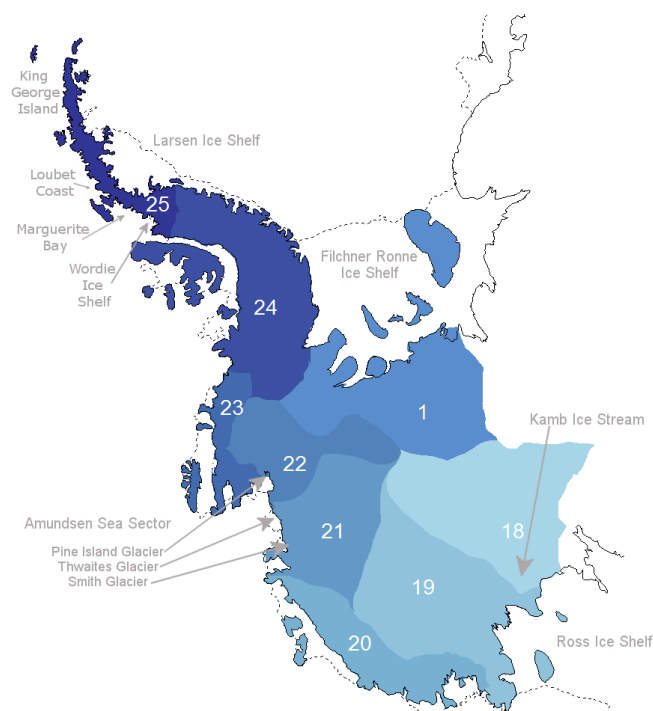 King
George
Island
Larsen Ice Shelf
Loubet
Coast
25
Marguerite
Bay
Wordie
Ice
Shelf
Filchner Ronne
Ice Shelf
24
23
1
Kamb Ice Stream
22
Amundsen Sea Sector
21
18
Pine Island Glacier
Thwaites Glacier
Smith Glacier
19
20
Ross Ice Shelf